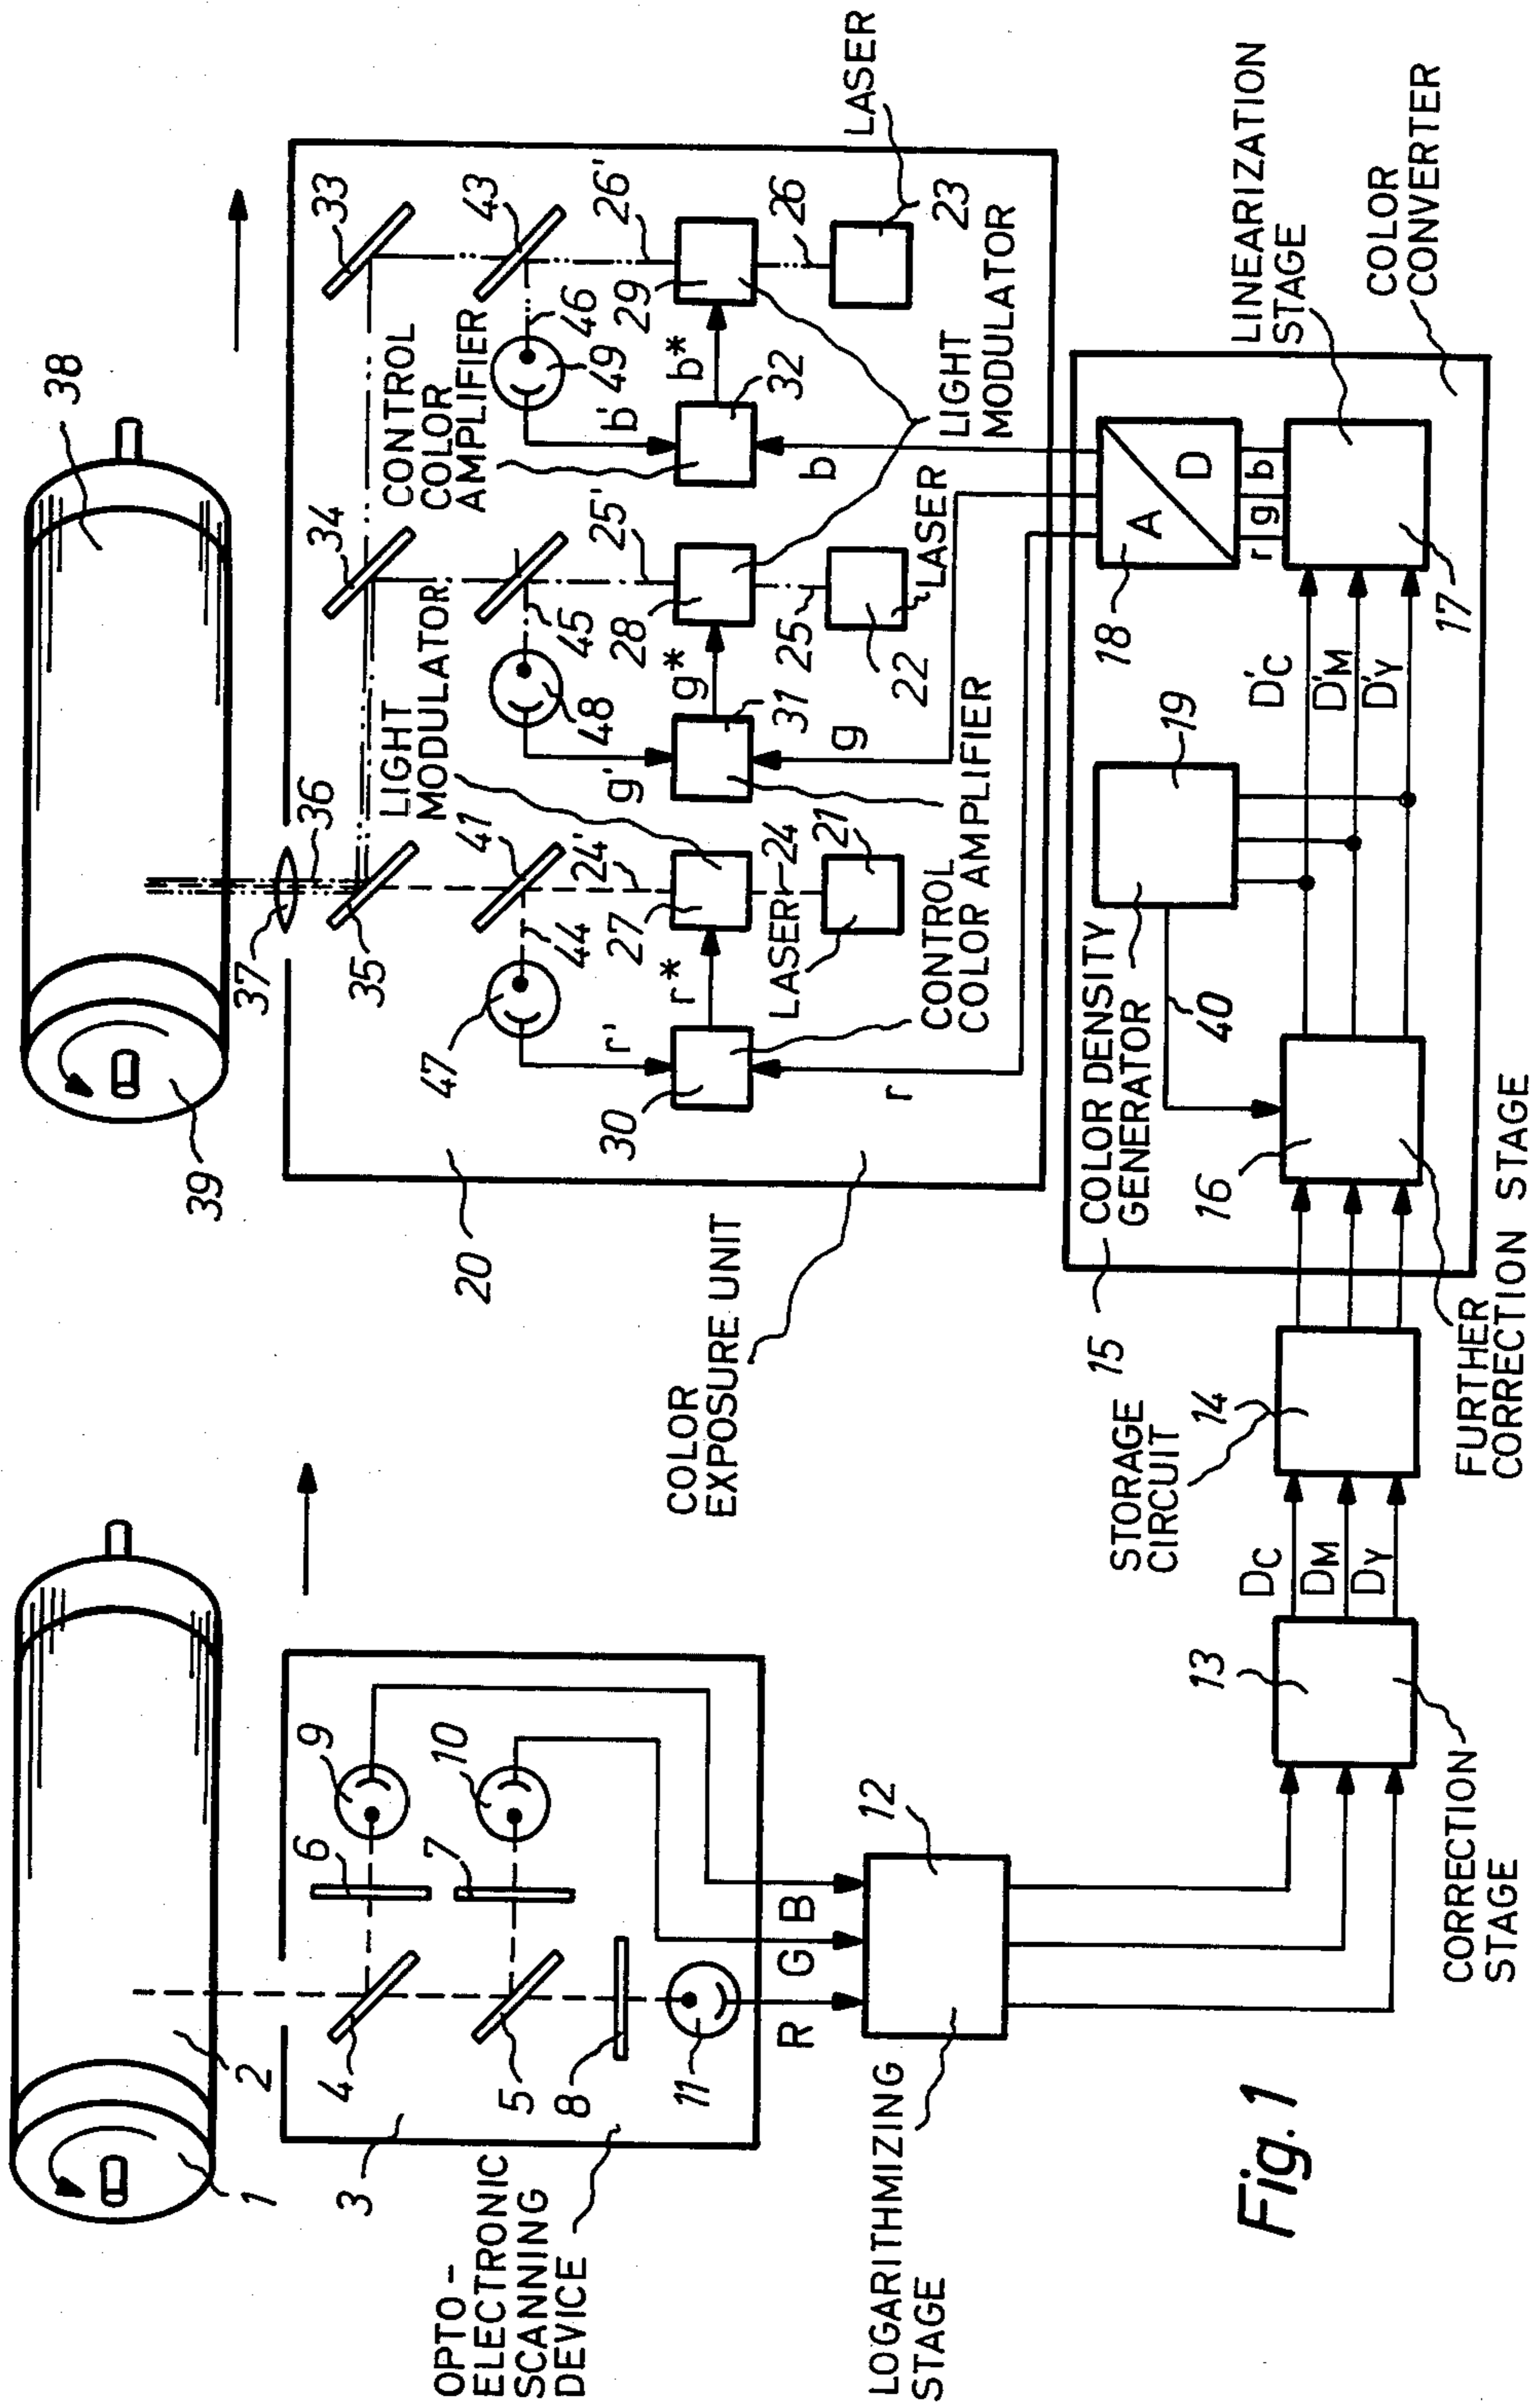 1
2
3
4
5
6
7
8
9
10
11
R
G
B
12
OPTO-
ELECTRONIC
SCANNING
DEVICE
LOGARITHMIZING
STAGE
13
CORRECTION
STAGE
DC
DM
DY
STORAGE
CIRCUIT
14
15
COLOR
EXPOSURE UNIT
20
39
38
37
36
35
34
33
LIGHT
MODULATOR
CONTROL
COLOR
AMPLIFIER
41
43
47
44
24'
48
45
25'
49
46
26'
r'
g'
b'
30
r*
27
31
g*
28
32
b*
29
LASER
24
21
25
22
LASER
26
23
LASER
CONTROL
COLOR AMPLIFIER
LIGHT
MODULATOR
r
g
b
COLOR DENSITY
GENERATOR
19
40
16
D'C
D'M
D'Y
18
A
D
r
g
b
17
FURTHER
CORRECTION STAGE
LINEARIZATION
STAGE
COLOR
CONVERTER
Fig. 1